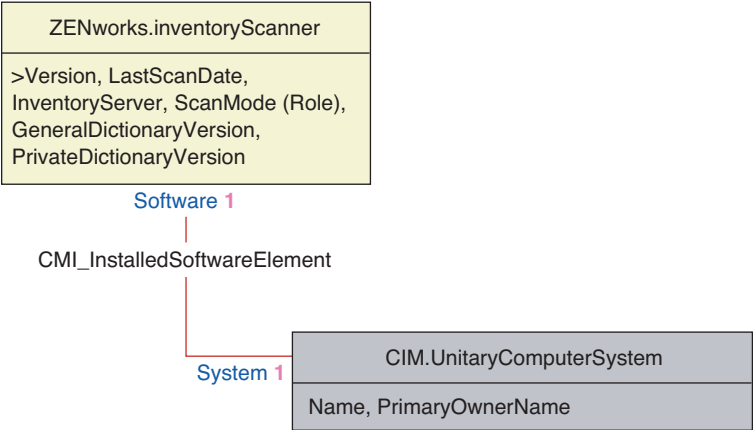 ZENworks.inventoryScanner
>Version, LastScanDate,
InventoryServer, ScanMode (Role),
GeneralDictionaryVersion,
PrivateDictionaryVersion
Software 1
CMI_InstalledSoftwareElement
System 1
CIM.UnitaryComputerSystem
Name, PrimaryOwnerName